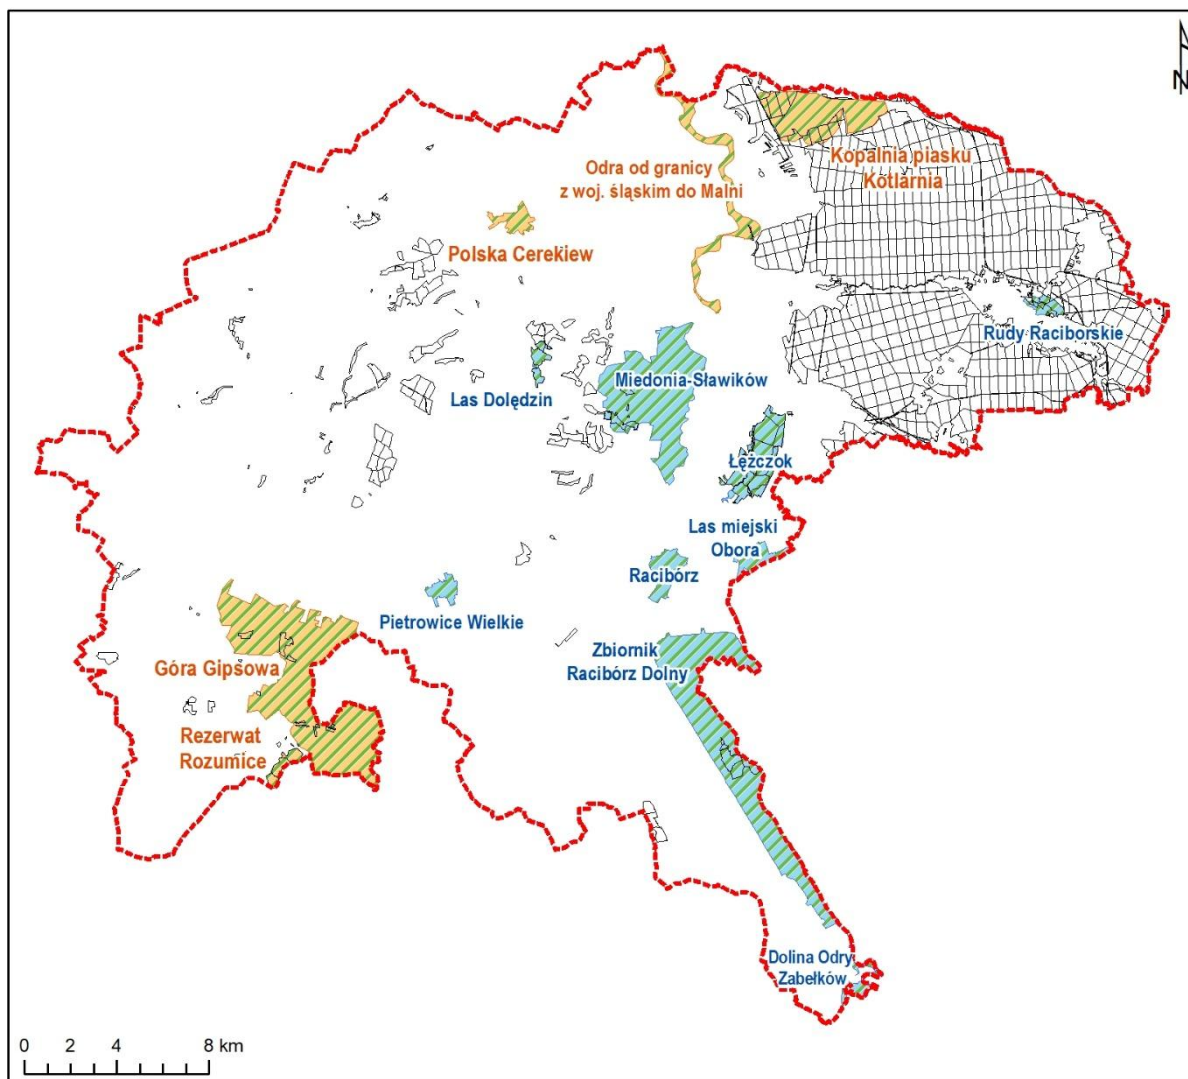 N
Odra od granicy
z woj. śląskim do Malni
Kopalnia piasku
Kotlarnia
Polska Cerekiew
Rudy Raciborskie
Miedonia-Sławików
Las Dolędzin
Łężczok
Las miejski
Obora
Racibórz
Pietrowice Wielkie
Zbiornik
Racibórz Dolny
Góra Gipsowa
Rezerwat
Rozumice
Dolina Odry
Zabełków
0 2 4 8 km